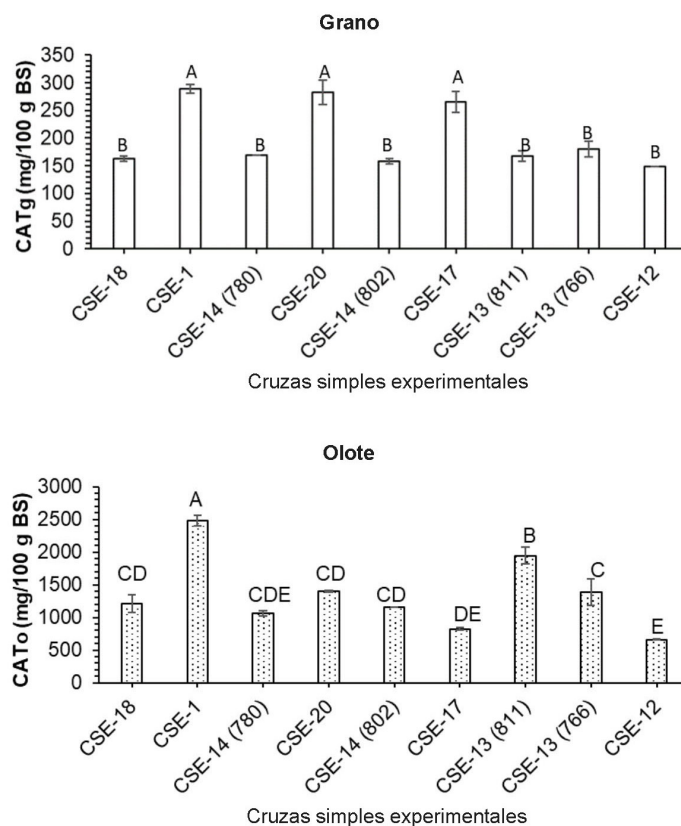 Grano
CATg (mg/100 g BS)
350
300
250
200
150
100
50
0
B
A
B
A
B
A
B
B
B
CSE-18
CSE-1
CSE-14 (780)
CSE-20
CSE-14 (802)
CSE-17
CSE-13 (811)
CSE-13 (766)
CSE-12
Cruzas simples experimentales
Olote
CATo (mg/100 g BS)
3000
2500
2000
1500
1000
500
0
CD
A
CDE
CD
CD
DE
B
C
E
CSE-18
CSE-1
CSE-14 (780)
CSE-20
CSE-14 (802)
CSE-17
CSE-13 (811)
CSE-13 (766)
CSE-12
Cruzas simples experimentales